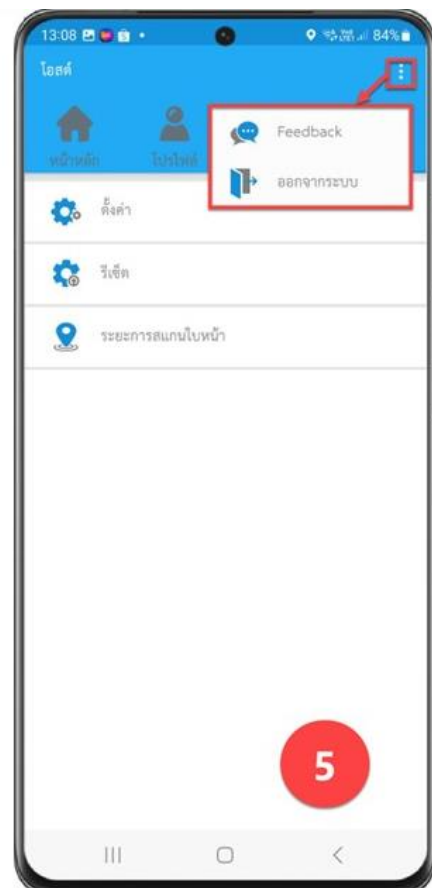 13:08
84%
โฮสต์
Feedback
หน้าหลัก
โปรไฟล์
ออกจากระบบ
ตั้งค่า
รีเซ็ต
ระยะการสแกนใบหน้า
5